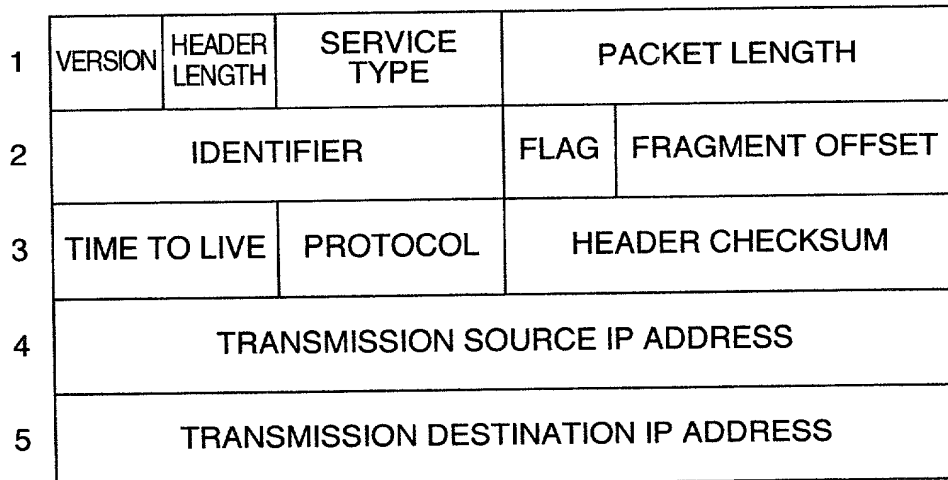 1
VERSION
HEADER
LENGTH
SERVICE
TYPE
PACKET LENGTH
2
IDENTIFIER
FLAG
FRAGMENT OFFSET
3
TIME TO LIVE
PROTOCOL
HEADER CHECKSUM
4
TRANSMISSION SOURCE IP ADDRESS
5
TRANSMISSION DESTINATION IP ADDRESS